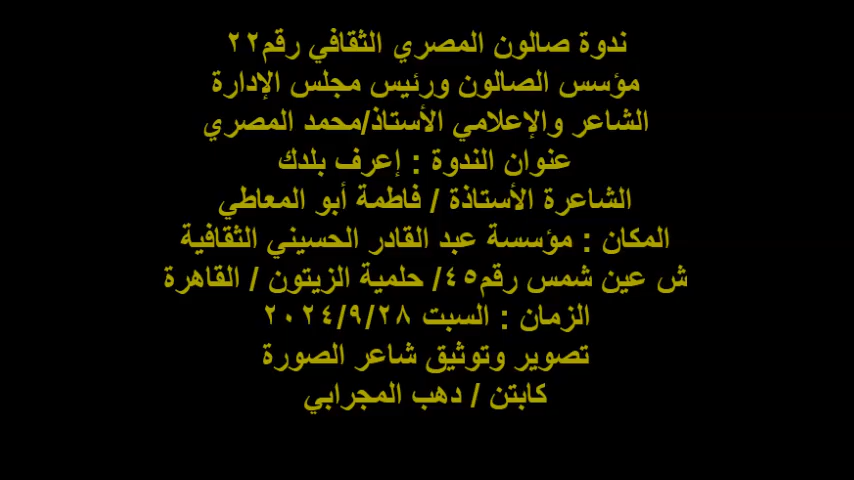 ندوة صالون المصري الثقافي رقم٢٢
مؤسس الصالون ورئيس مجلس الإدارة
الشاعر والإعلامي الأستاذ/محمد المصري
عنوان الندوة : إعرف بلدك
الشاعرة الأستاذة / فاطمة أبو المعاطي
المكان : مؤسسة عبد القادر الحسيني الثقافية
ش عين شمس رقم٤٥/ حلمية الزيتون / القاهرة
الزمان : السبت ٢٠٢٤/٩/٢٨
تصوير وتوثيق شاعر الصورة
كابتن / دهب المجرابي